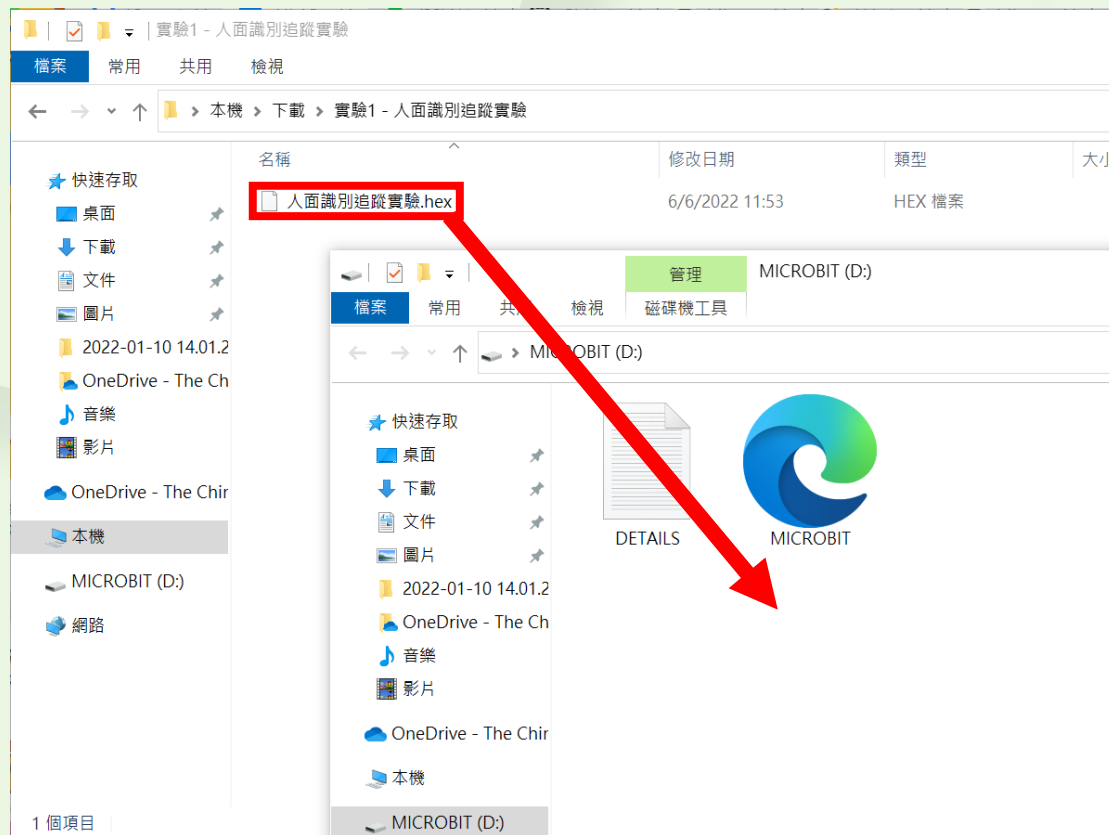 實驗1 - 人面識別追蹤實驗
檔案 常用 共用 檢視
本機 下載 實驗1 - 人面識別追蹤實驗
名稱 修改日期 類型
人面識別追蹤實驗.hex 6/6/2022 11:53 HEX 檔案
快速存取
桌面
下載
文件
圖片
2022-01-10 14.01.2
OneDrive - The Ch
音樂
影片
OneDrive - The Chir
本機
MICROBIT (D:)
網路
1 個項目
管理 MICROBIT (D:)
檔案 常用 檢視 磁碟機工具
MICROBIT (D:)
快速存取
桌面
下載
文件
圖片
2022-01-10 14.01.2
OneDrive - The Ch
音樂
影片
OneDrive - The Chir
本機
MICROBIT (D:)
DETAILS
MICROBIT